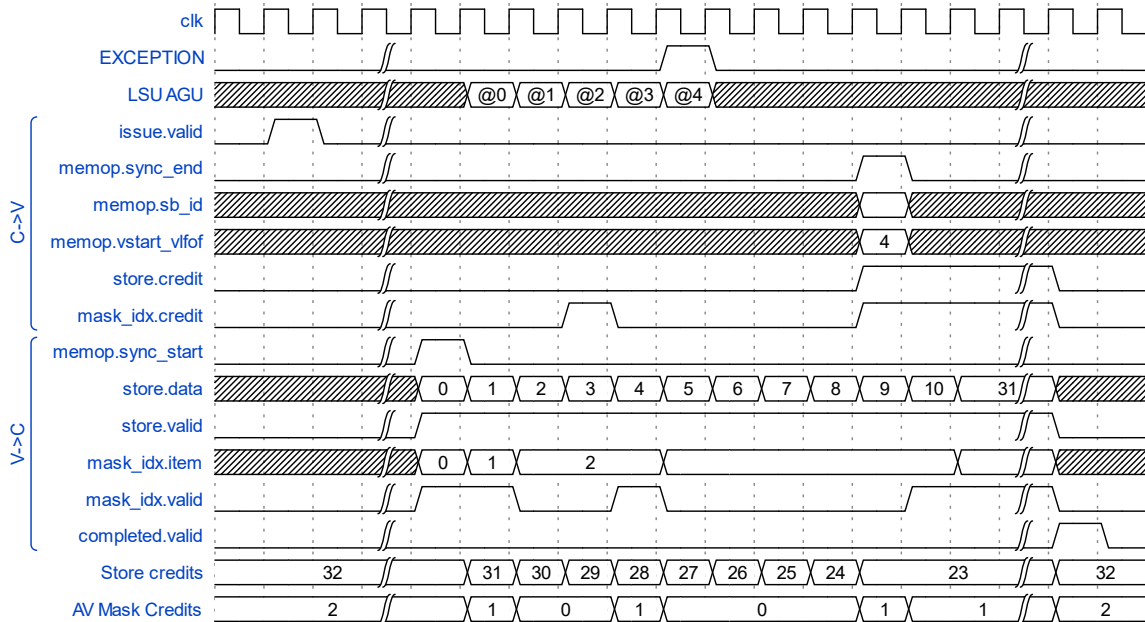 clk
EXCEPTION
LSU AGU @0 @1 @2 @3 @4
C->V
issue.valid
memop.sync_end
memop.sb_id
memop.vstart_vlfof 4
store.credit
mask_idx.credit
V->C
memop.sync_start
store.data 0 1 2 3 4 5 6 7 8 9 10 31
store.valid
mask_idx.item 0 1 2
mask_idx.valid
completed.valid
Store credits 32 31 30 29 28 27 26 25 24 23 32
AV Mask Credits 2 1 0 1 0 1 1 2